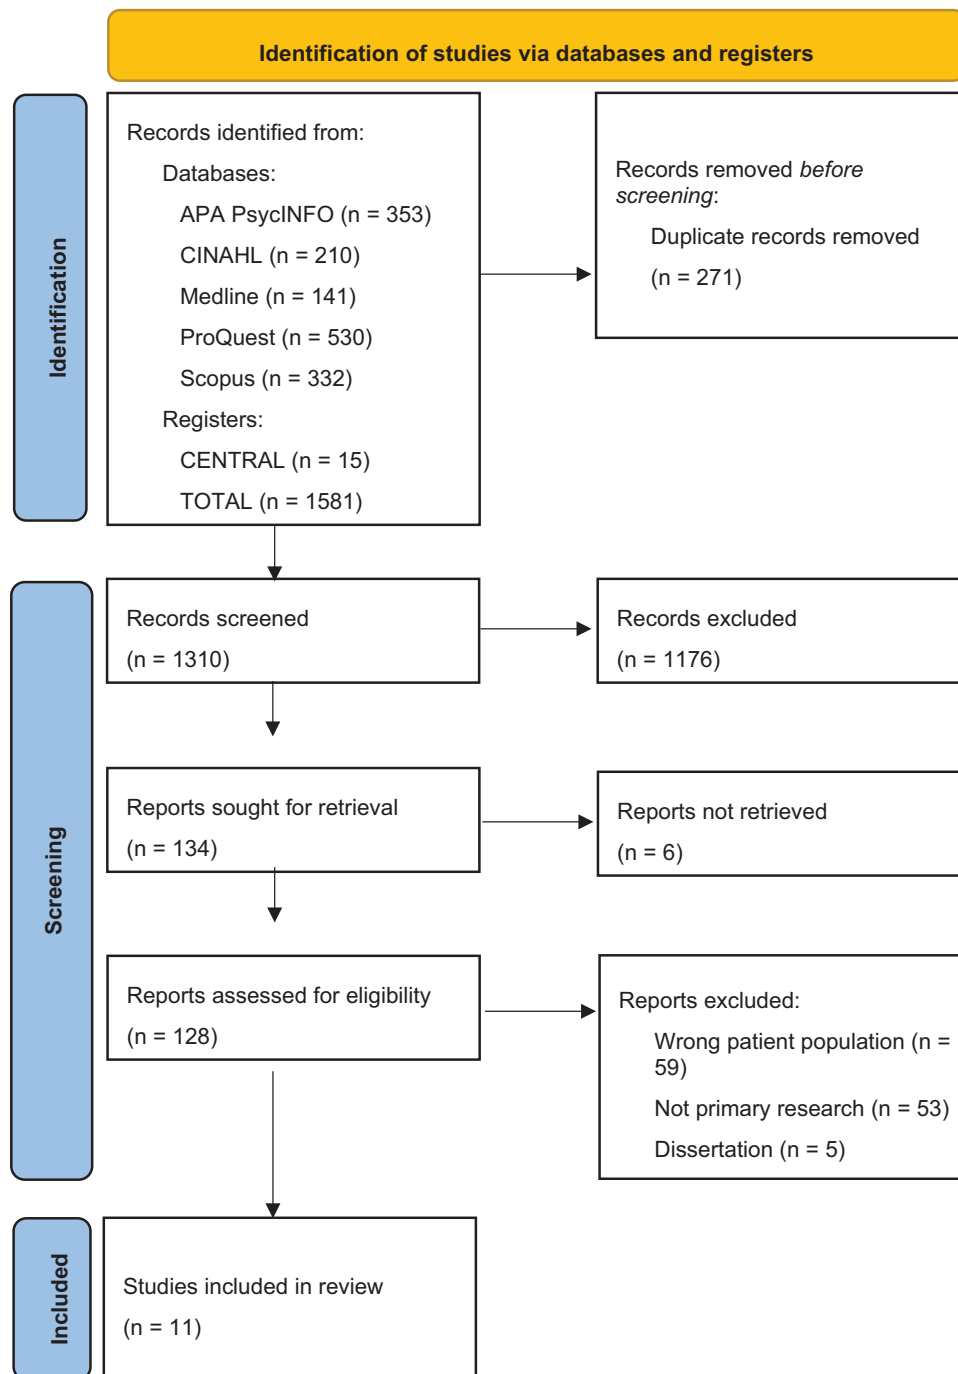 Identification of studies via databases and registers
Identification
Records identified from:
Databases:
APA PsycINFO (n = 353)
CINAHL (n = 210)
Medline (n = 141)
ProQuest (n = 530)
Scopus (n = 332)
Registers:
CENTRAL (n = 15)
TOTAL (n = 1581)
Records removed before
screening:
Duplicate records removed
(n = 271)
Screening
Records screened
(n = 1310)
Records excluded
(n = 1176)
Reports sought for retrieval
(n = 134)
Reports not retrieved
(n = 6)
Reports assessed for eligibility
(n = 128)
Reports excluded:
Wrong patient population (n =
59)
Not primary research (n = 53)
Dissertation (n = 5)
Included
Studies included in review
(n = 11)